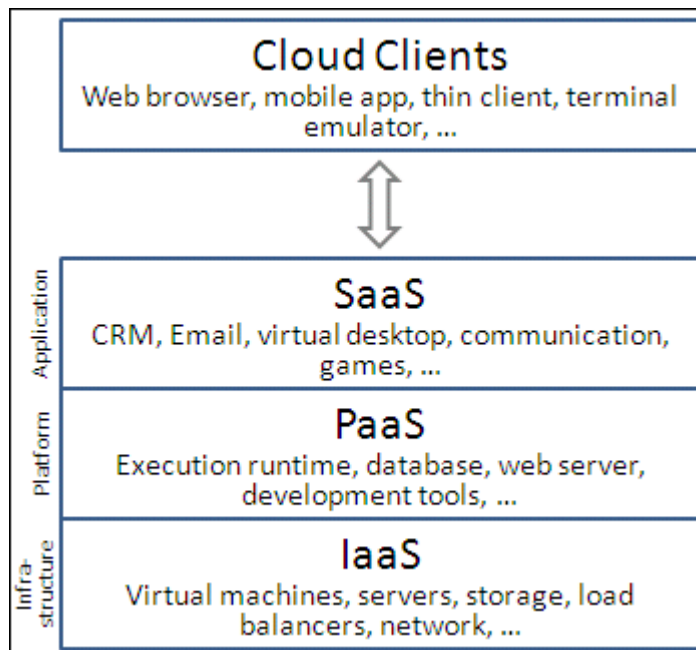 Cloud Clients
Web browser, mobile app, thin client, terminal
emulator, ...
Application
SaaS
CRM, Email, virtual desktop, communication,
games, ...
Platform
PaaS
Execution runtime, database, web server,
development tools, ...
Infra-
structure
IaaS
Virtual machines, servers, storage, load
balancers, network, ...